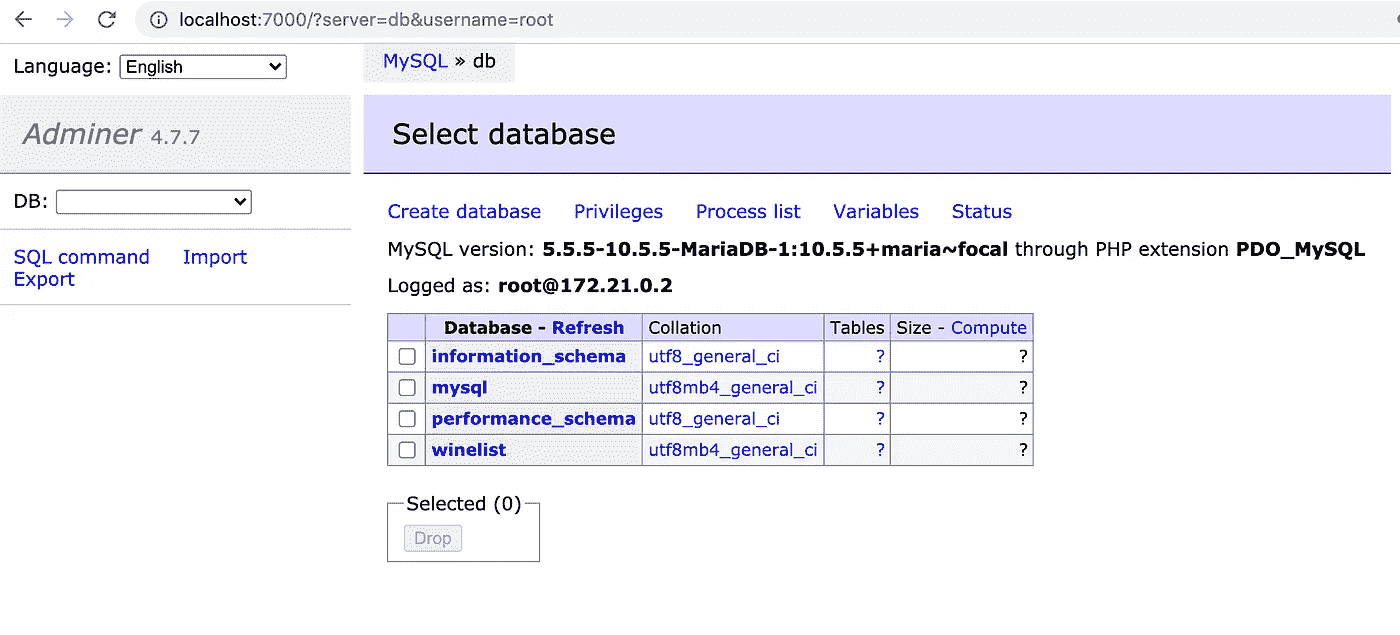 localhost:7000/?server=db&username=root
Language: English
MySQL » db
Adminer 4.7.7
Select database
DB:
SQL command Import
Export
Create database Privileges Process list Variables Status
MySQL version: 5.5.5-10.5.5-MariaDB-1:10.5.5+maria~focal through PHP extension PDO_MySQL
Logged as: root@172.21.0.2
Database - Refresh Collation Tables Size - Compute
information_schema utf8_general_ci ? ?
mysql utf8mb4_general_ci ? ?
performance_schema utf8_general_ci ? ?
winelist utf8mb4_general_ci ? ?
Selected (0)
Drop